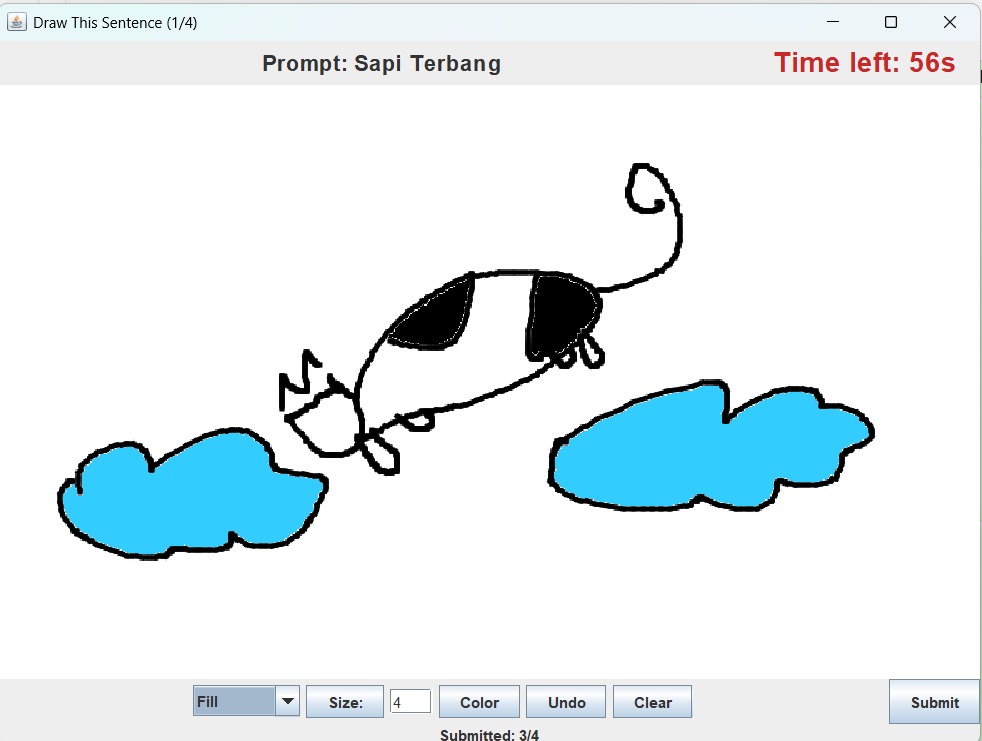 Draw This Sentence (1/4)
Prompt: Sapi Terbang
Time left: 56s
Fill
Size:
4
Color
Undo
Clear
Submit
Submitted: 3/4